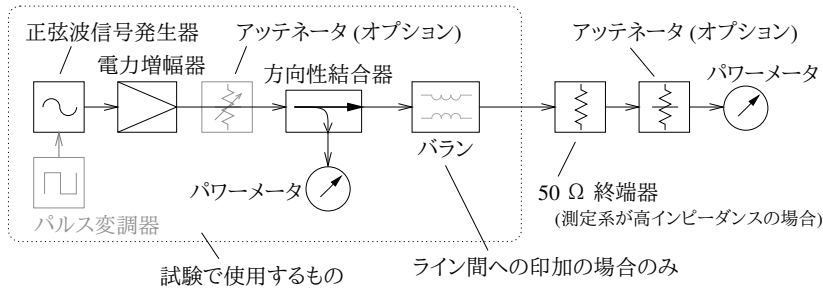 正弦波信号発生器
電力増幅器
アッテネータ (オプション)
方向性結合器
アッテネータ (オプション)
パワーメータ
バラン
パワーメータ
パルス変調器
50 Ω 終端器
(測定系が高インピーダンスの場合)
試験で使用するもの
ライン間への印加の場合のみ